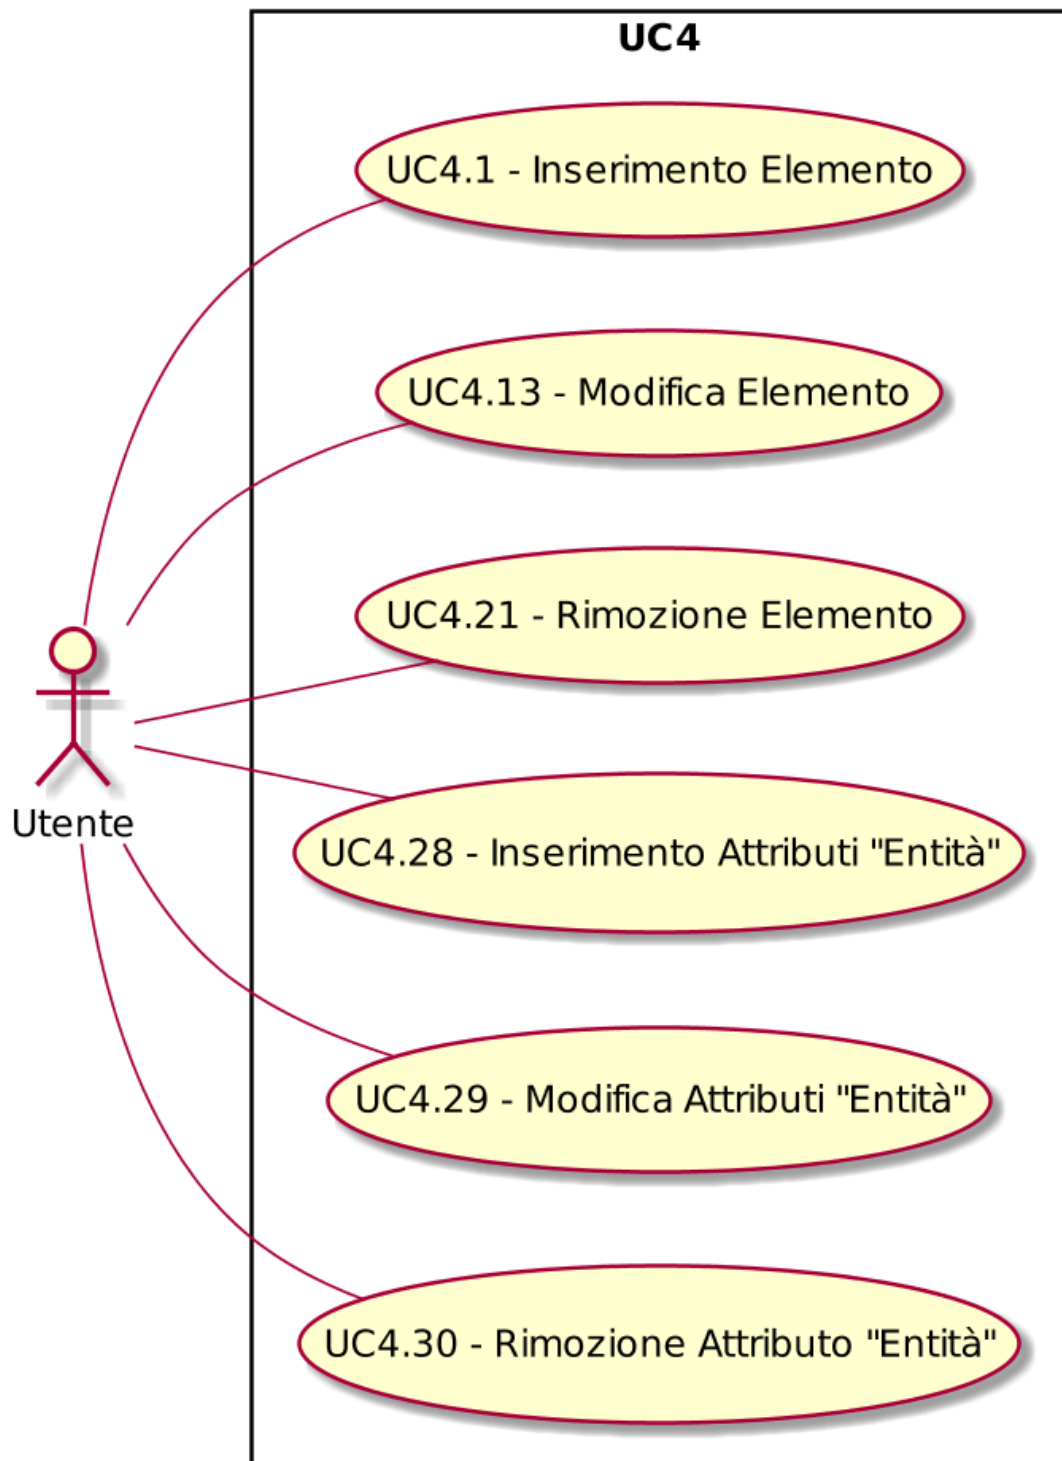 UC4
UC4.1 - Inserimento Elemento
UC4.13 - Modifica Elemento
UC4.21 - Rimozione Elemento
Utente
UC4.28 - Inserimento Attributi "Entità"
UC4.29 - Modifica Attributi "Entità"
UC4.30 - Rimozione Attributo "Entità"